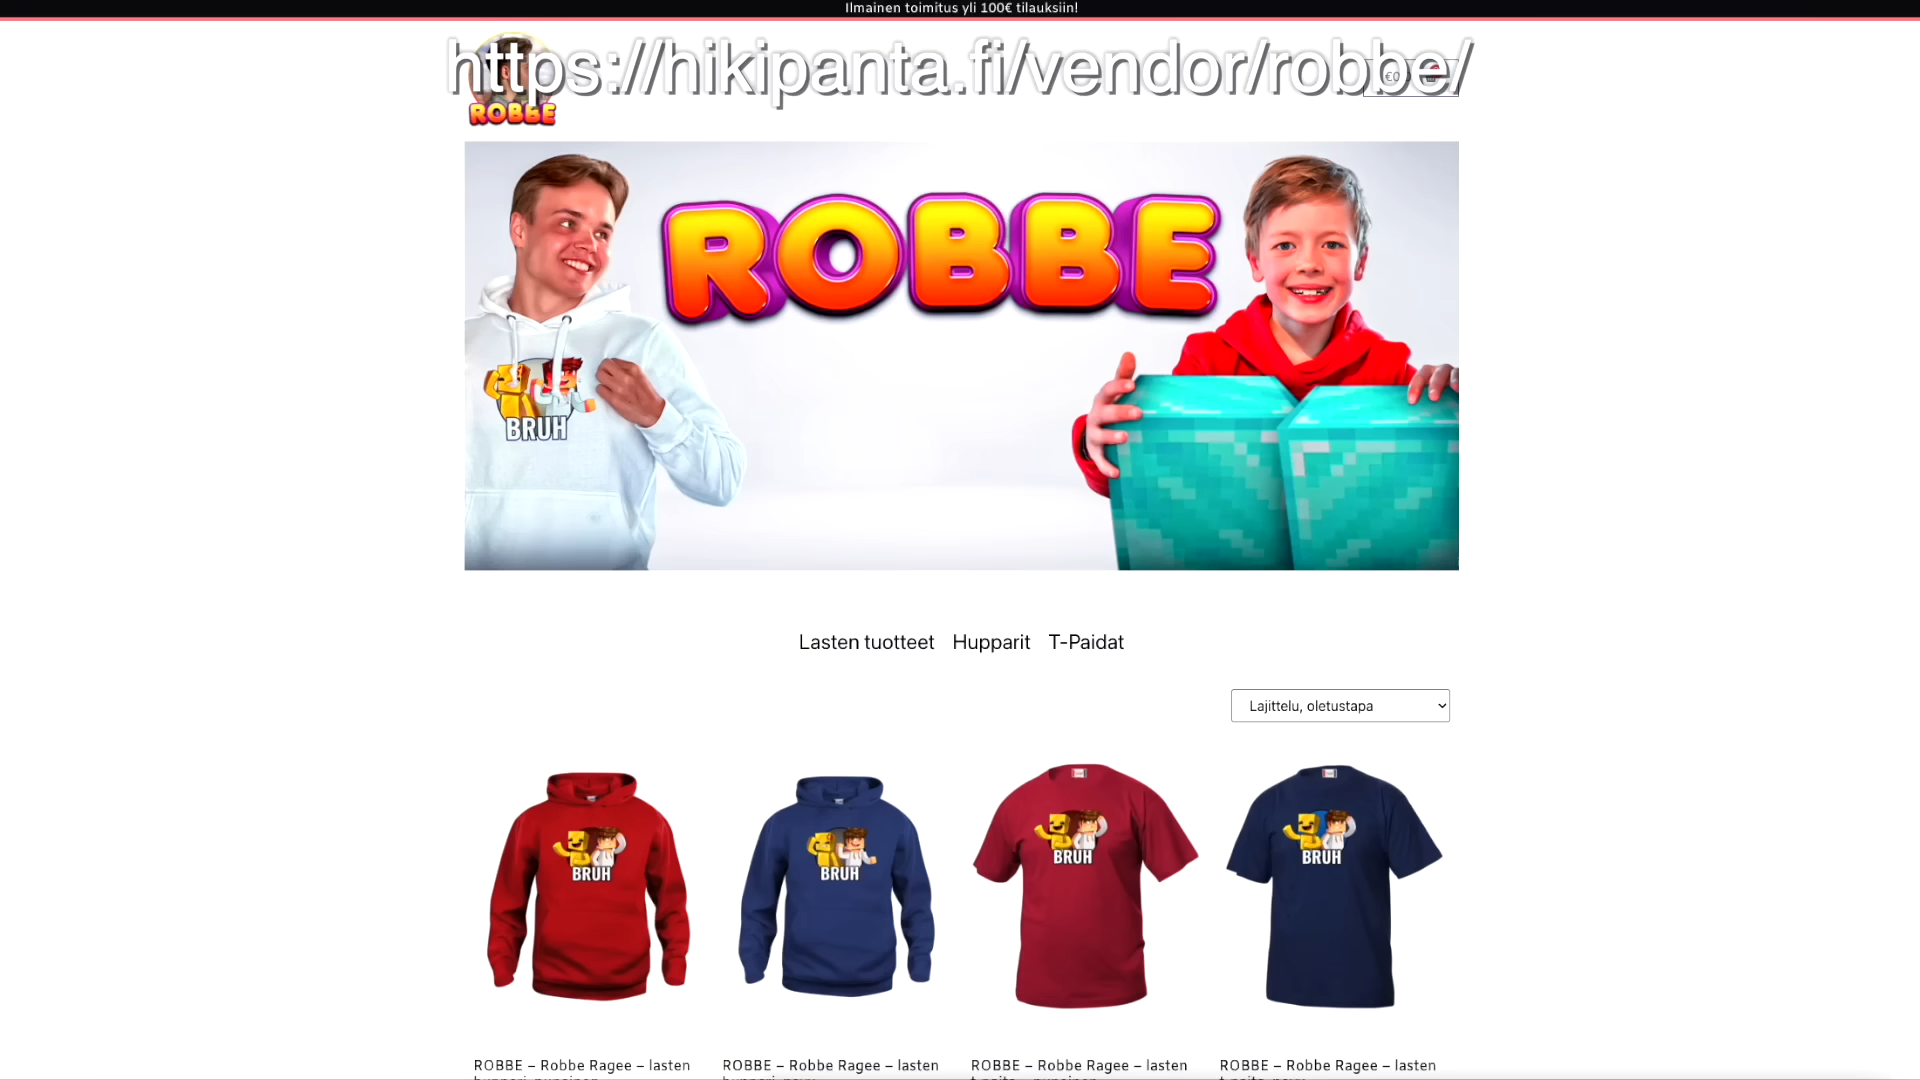 Ilmainen toimitus yli 100€ tilauksiin!
https://hikipanta.fi/vendor/robbe/
ROBBE
ROBBE
BRUH
Lasten tuotteet Hupparit T-Paidat
Lajittelu, oletustapa
BRUH
BRUH
BRUH
BRUH
ROBBE – Robbe Ragee – lasten
ROBBE – Robbe Ragee – lasten
ROBBE – Robbe Ragee – lasten
ROBBE – Robbe Ragee – lasten